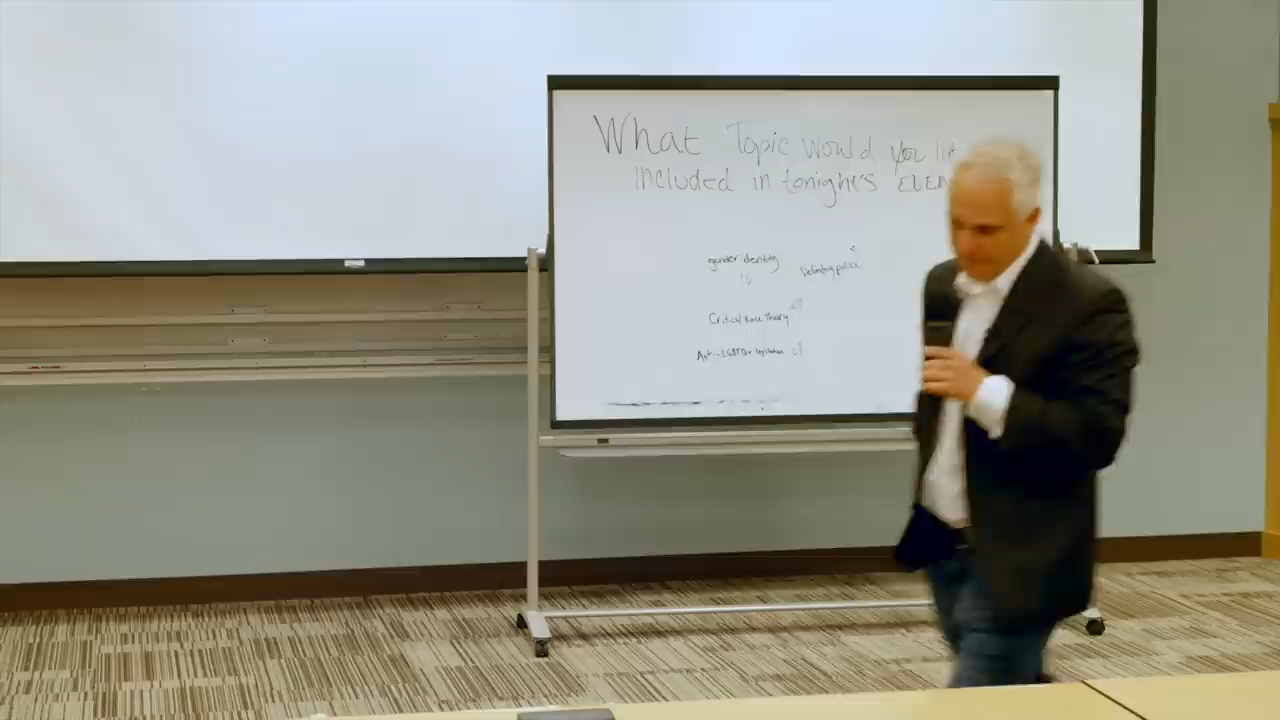 What Topic Would you
included in tonight's
gender identity
Defunding police
Critical Race Theory
Anti-LGBTQ+ legislation